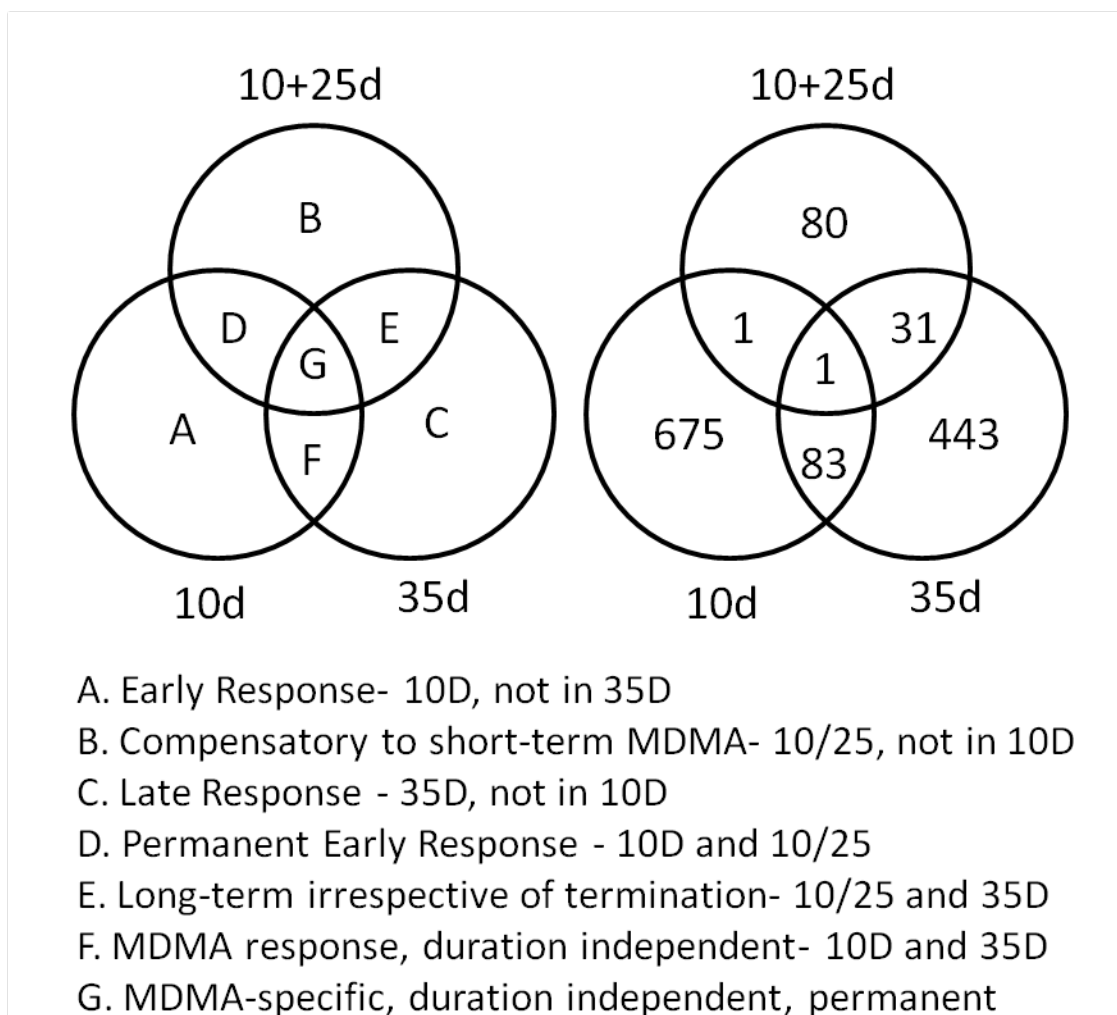 10+25d
B
D
E
G
A
C
F
10d
35d
10+25d
80
1
31
1
675
443
83
10d
35d
A. Early Response- 10D, not in 35D
B. Compensatory to short-term MDMA- 10/25, not in 10D
C. Late Response - 35D, not in 10D
D. Permanent Early Response - 10D and 10/25
E. Long-term irrespective of termination- 10/25 and 35D
F. MDMA response, duration independent- 10D and 35D
G. MDMA-specific, duration independent, permanent